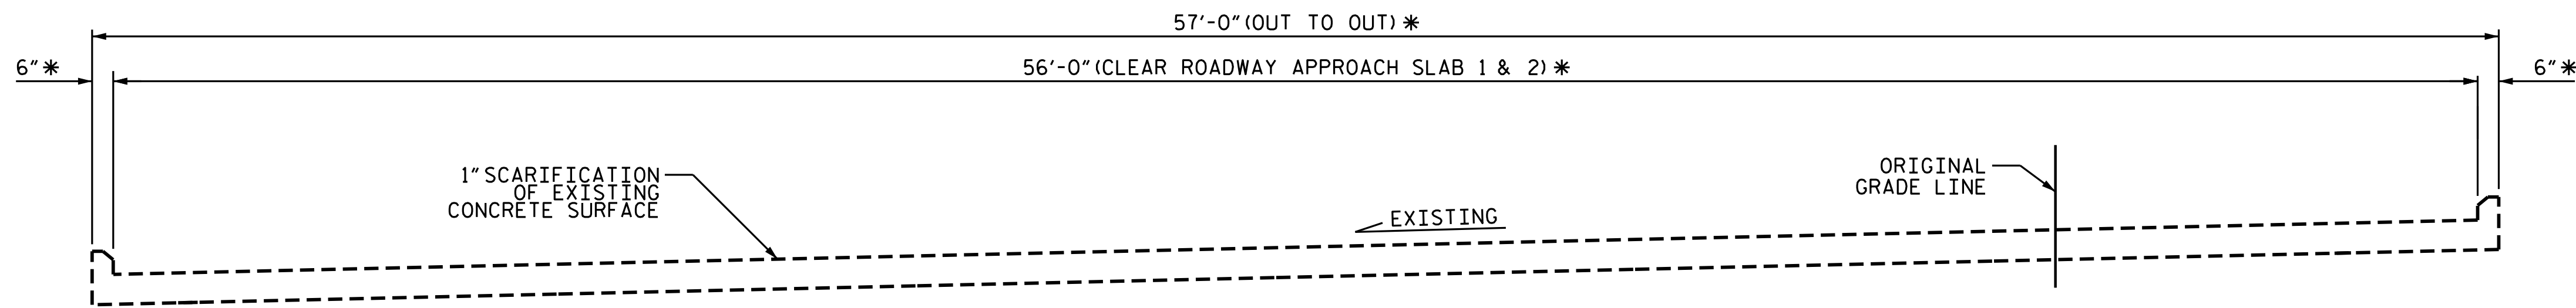 57'-0" (OUT TO OUT) *
6" *
56'-0" (CLEAR ROADWAY APPROACH SLAB 1 & 2) *
6" *
1" SCARIFICATION
OF EXISTING
CONCRETE SURFACE
ORIGINAL
GRADE LINE
EXISTING